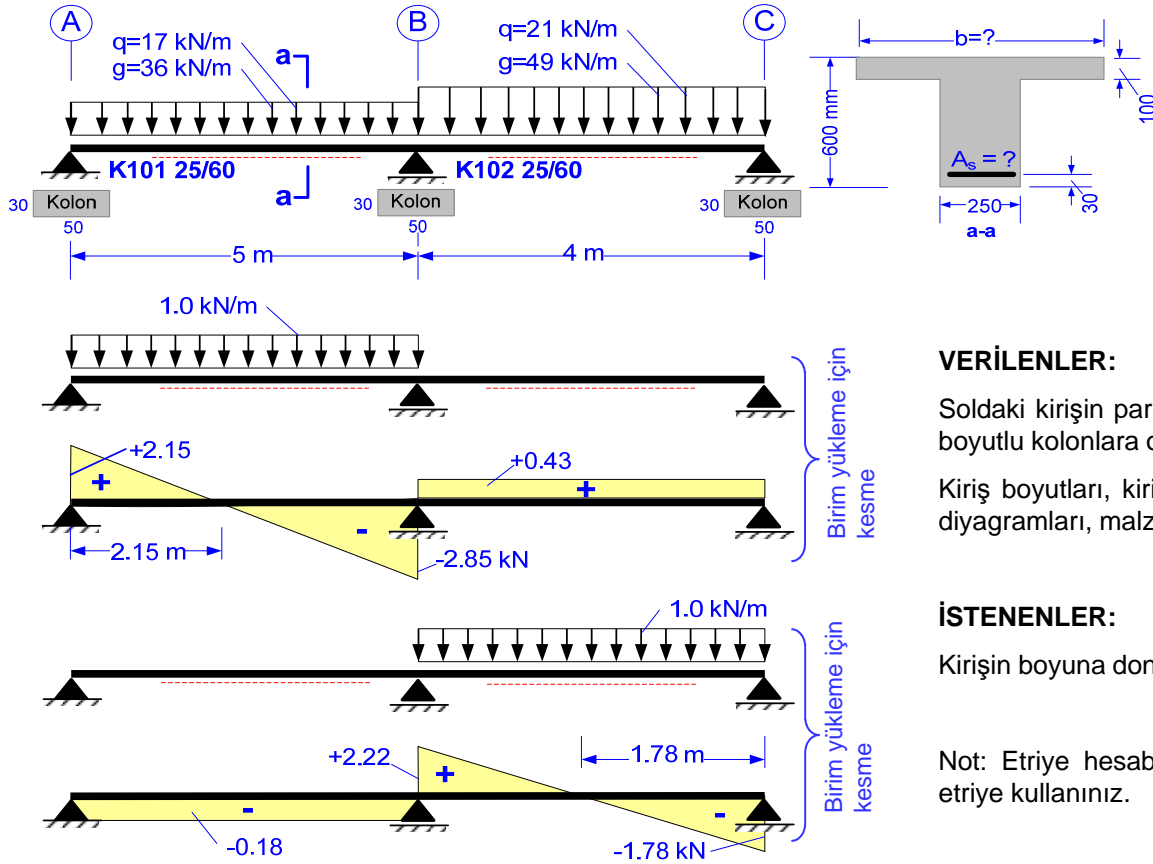 A
B
C
q=17 kN/m
g=36 kN/m
a
q=21 kN/m
g=49 kN/m
b=?
100
600 mm
K101 25/60
K102 25/60
As = ?
30
a
250
a-a
30 Kolon
50
30 Kolon
50
30 Kolon
50
5 m
4 m
1.0 kN/m
+2.15
+
2.15 m
-
-2.85 kN
+0.43
+
Birim yükleme için
kesme
1.0 kN/m
+2.22
+
1.78 m
-
-0.18
-
-1.78 kN
Birim yükleme için
kesme
VERİLENLER:
Soldaki kirişin par
boyutlu kolonlara
Kiriş boyutları, kiri
diyagramları, malz
İSTENENLER:
Kirişin boyuna don
Not: Etriye hesab
etriye kullanınız.